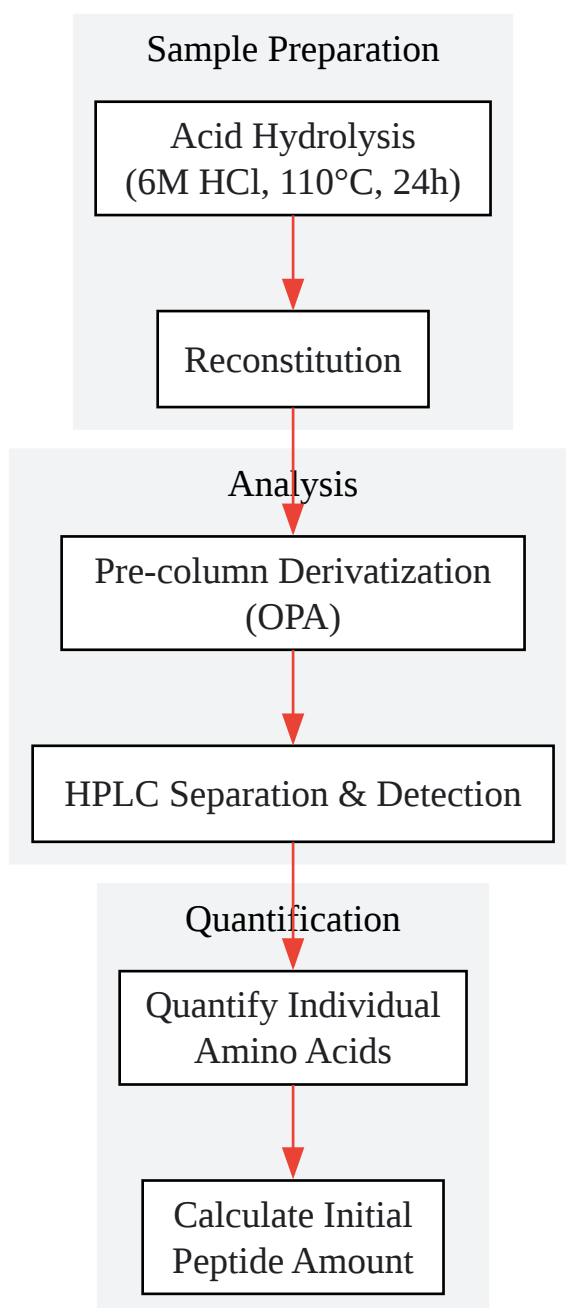 Sample Preparation
Acid Hydrolysis
(6M HCl, 110°C, 24h)
Reconstitution
Analysis
Pre-column Derivatization
(OPA)
HPLC Separation & Detection
Quantification
Quantify Individual
Amino Acids
Calculate Initial
Peptide Amount